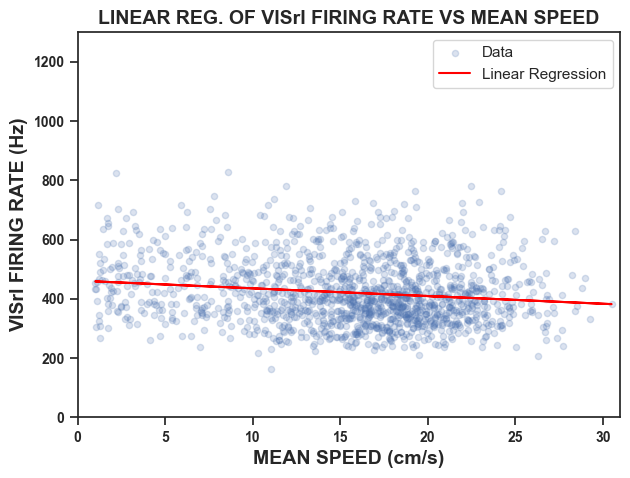 LINEAR REG. OF VISrl FIRING RATE VS MEAN SPEED
Data
Linear Regression
VISrl FIRING RATE (Hz)
1200
1000
800
600
400
200
0
0 5 10 15 20 25 30
MEAN SPEED (cm/s)